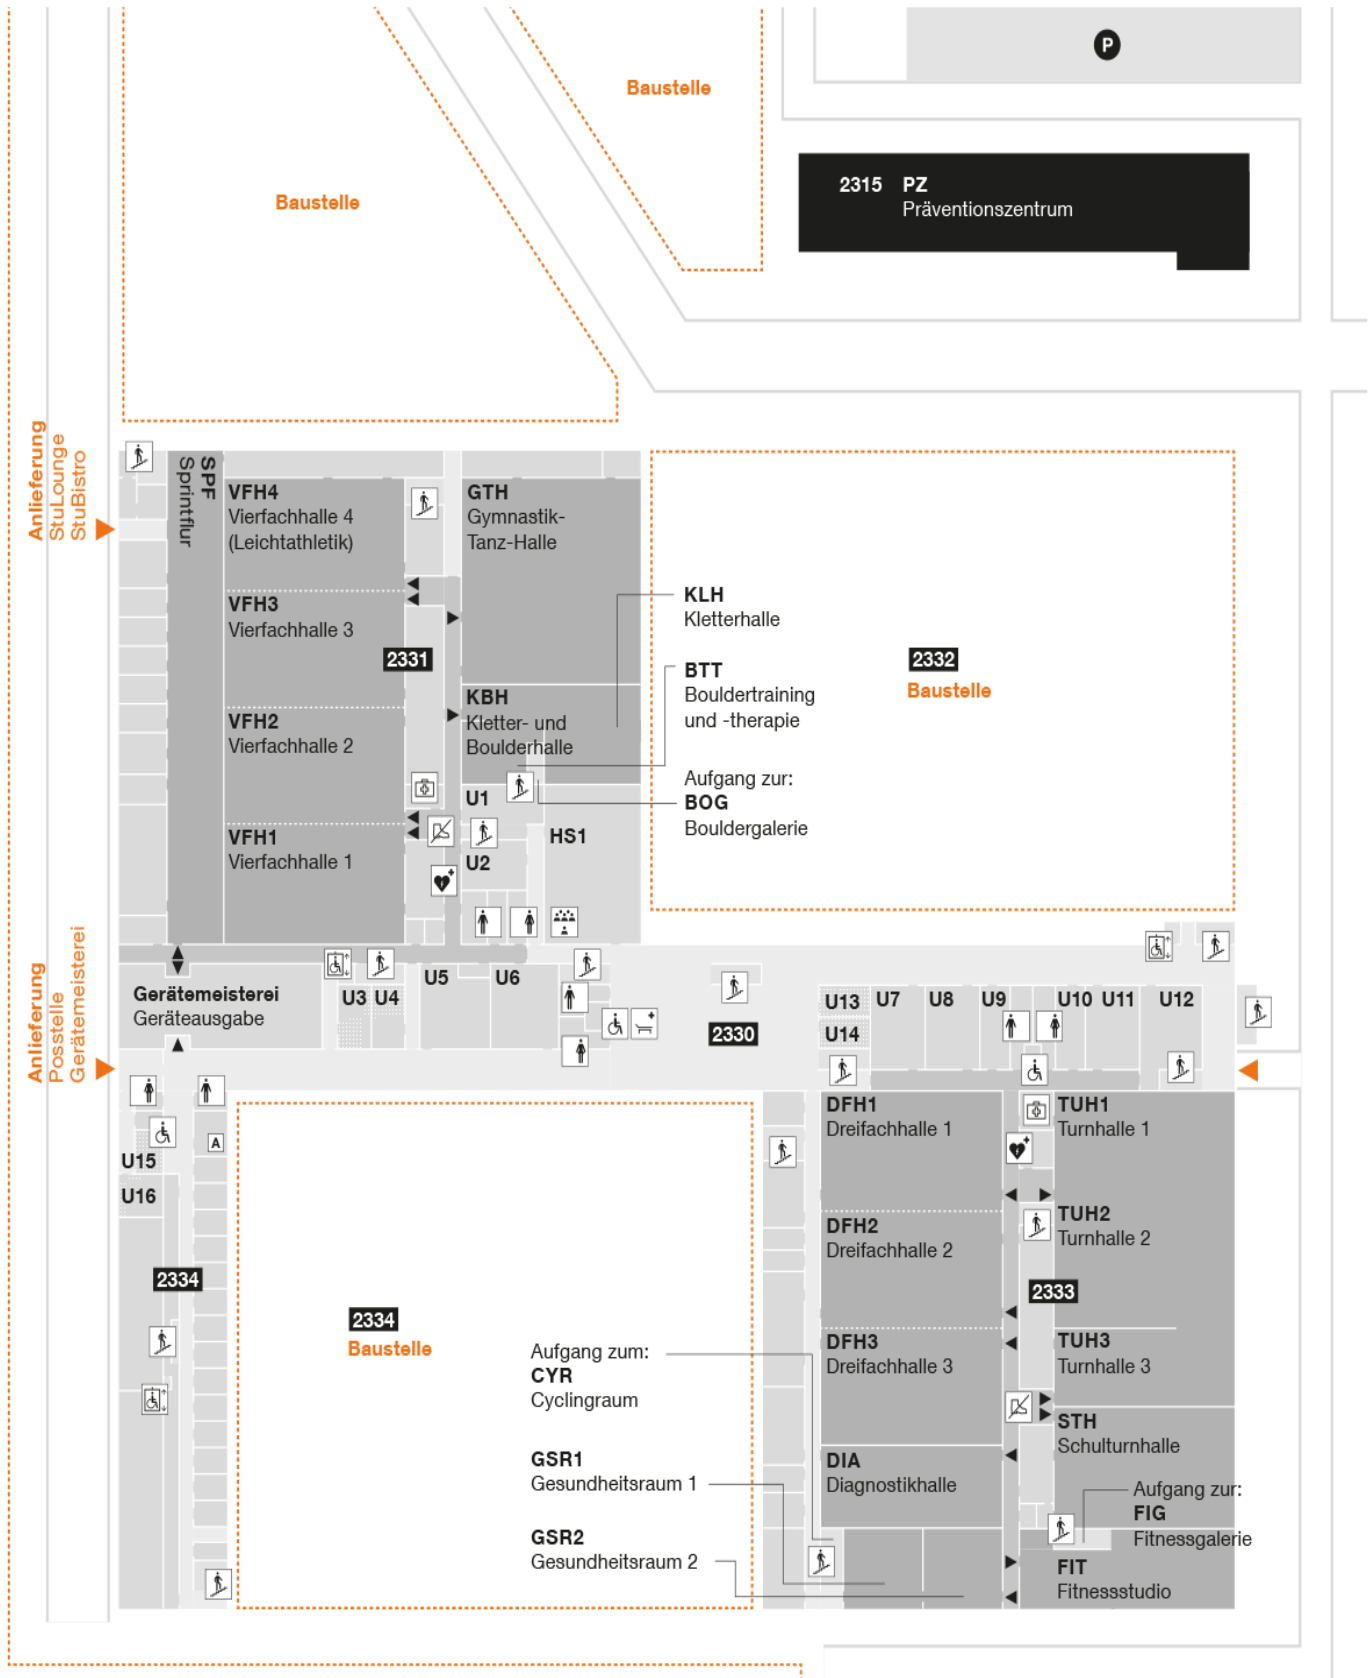 P
Baustelle
2315 PZ
Präventionszentrum
Baustelle
Anlieferung
StuLounge
StuBistro
SPF
Sprintflur
VFH4
Vierfachhalle 4
(Leichtathletik)
GTH
Gymnastik-
Tanz-Halle
VFH3
Vierfachhalle 3
KLH
Kletterhalle
2331
2332
Baustelle
BTT
Bouldertraining
und -therapie
KBH
Kletter- und
Boulderhalle
VFH2
Vierfachhalle 2
Aufgang zur:
BOG
Bouldergalerie
U1
VFH1
Vierfachhalle 1
HS1
U2
Anlieferung
Posstelle
Gerätemeisterei
Gerätemeisterei
Geräteausgabe
U3 U4
U5
U6
2330
U13
U14
U7
U8
U9
U10
U11
U12
DFH1
Dreifachhalle 1
TUH1
Turnhalle 1
A
U15
U16
DFH2
Dreifachhalle 2
TUH2
Turnhalle 2
2334
2333
2334
Baustelle
DFH3
Dreifachhalle 3
TUH3
Turnhalle 3
Aufgang zum:
CYR
Cyclingraum
STH
Schulturnhalle
GSR1
Gesundheitsraum 1
DIA
Diagnostikhalle
Aufgang zur:
FIG
Fitnessgalerie
GSR2
Gesundheitsraum 2
FIT
Fitnessstudio